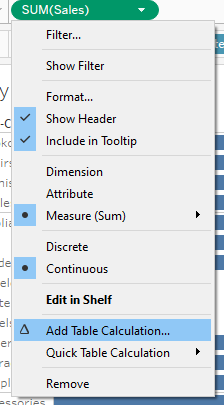 SUM(Sales)
Filter...
Show Filter
Format...
Show Header
Include in Tooltip
Dimension
Attribute
Measure (Sum)
Discrete
Continuous
Edit in Shelf
Add Table Calculation...
Quick Table Calculation
Remove